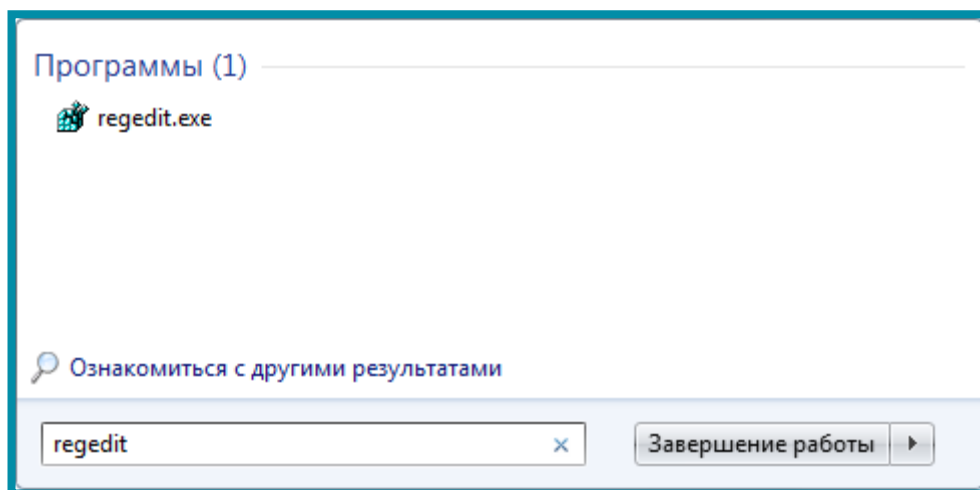 Программы (1)
regedit.exe
Ознакомиться с другими результатами
regedit
Завершение работы